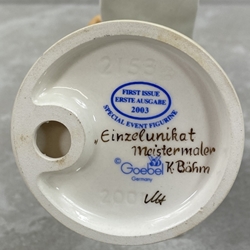 FIRST ISSUE
ERSTE AUSGABE
2003
SPECIAL EVENT FIGURINE
„Einzelunikat
Meistermaler
© Goebel
Germany
K. Böhm